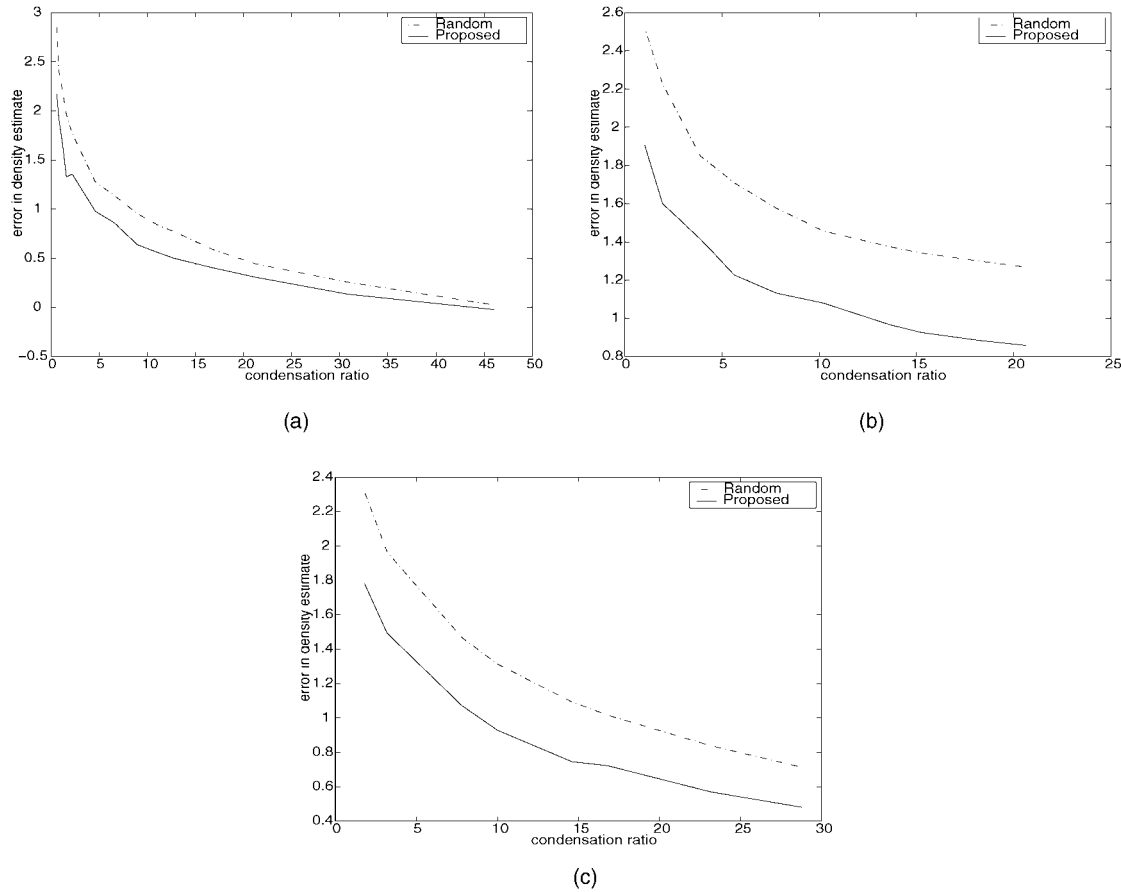 3
2.5
2
1.5
1
0.5
0
−0.5
error in density estimate
Random
Proposed
0 5 10 15 20 25 30 35 40 45 50
condensation ratio
(a)
2.6
2.4
2.2
2
1.8
1.6
1.4
1.2
1
0.8
error in density estimate
Random
Proposed
0 5 10 15 20 25
condensation ratio
(b)
2.4
2.2
2
1.8
1.6
1.4
1.2
1
0.8
0.6
0.4
error in density estimate
Random
Proposed
0 5 10 15 20 25 30
condensation ratio
(c)